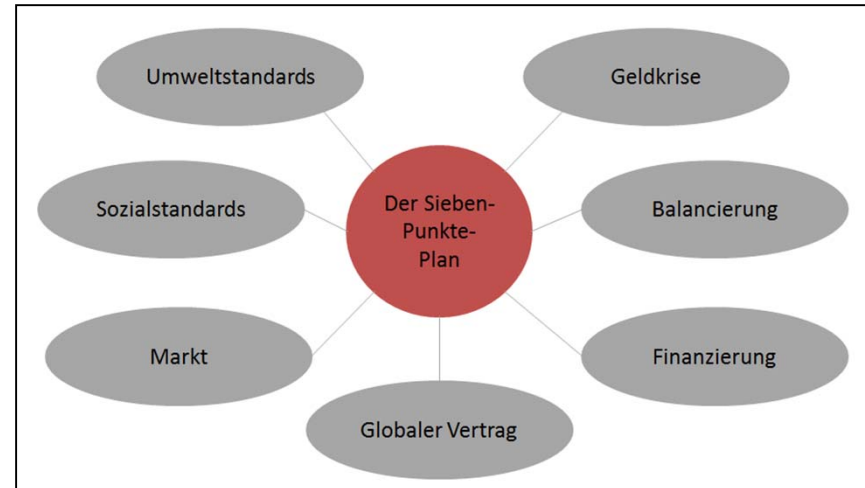 Umweltstandards
Geldkrise
Sozialstandards
Der Sieben-
Punkte-
Plan
Balancierung
Markt
Finanzierung
Globaler Vertrag